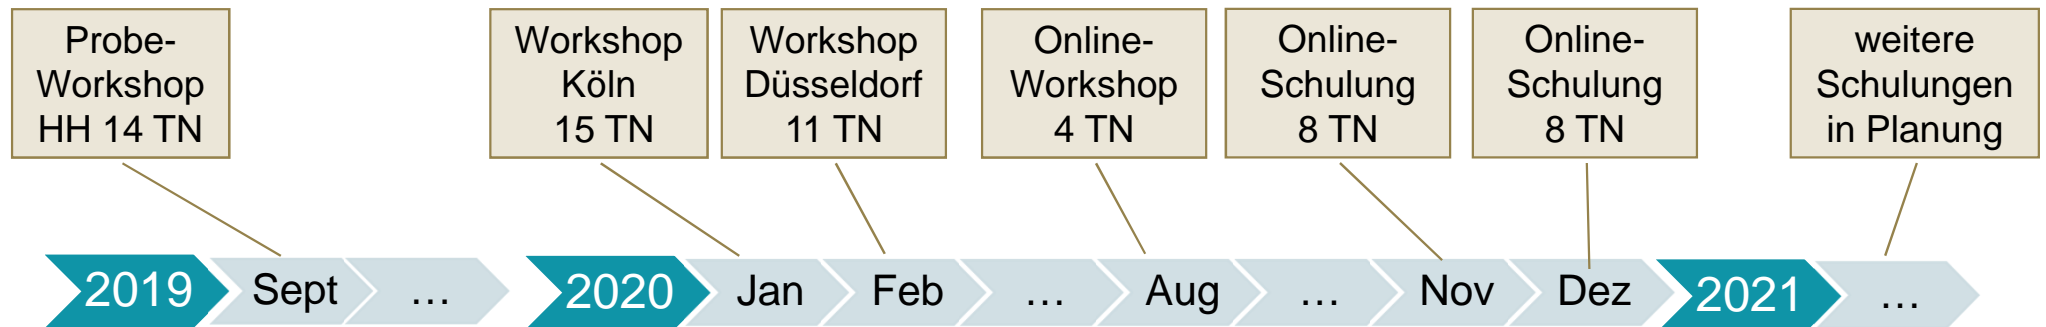 Probe-
Workshop
HH 14 TN
Workshop
Köln
15 TN
Workshop
Düsseldorf
11 TN
Online-
Workshop
4 TN
Online-
Schulung
8 TN
Online-
Schulung
8 TN
weitere
Schulungen
in Planung
2019 Sept … 2020 Jan Feb … Aug … Nov Dez 2021 …